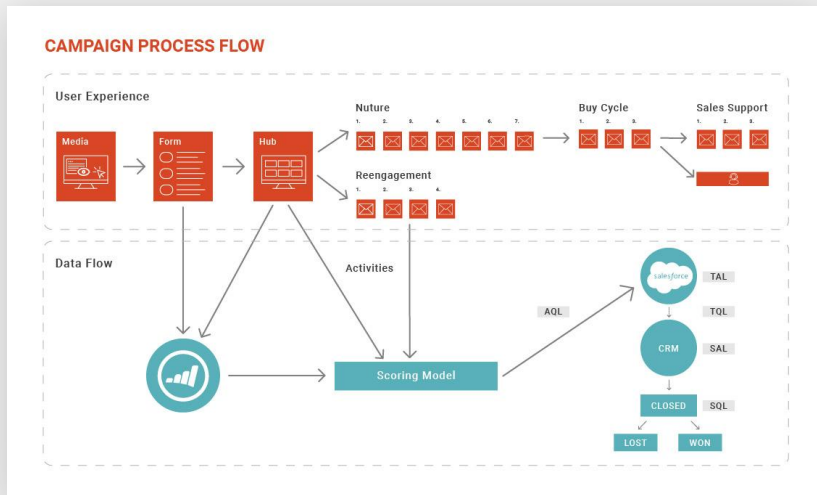 CAMPAIGN PROCESS FLOW
User Experience
Media
Form
Hub
Nuture
1. 2. 3. 4. 5. 6. 7.
Buy Cycle
1. 2. 3.
Sales Support
1. 2. 3.
Reengagement
1. 2. 3. 4.
Data Flow
Activities
Scoring Model
AQL
salesforce
TAL
TQL
CRM
SAL
CLOSED
SQL
LOST
WON